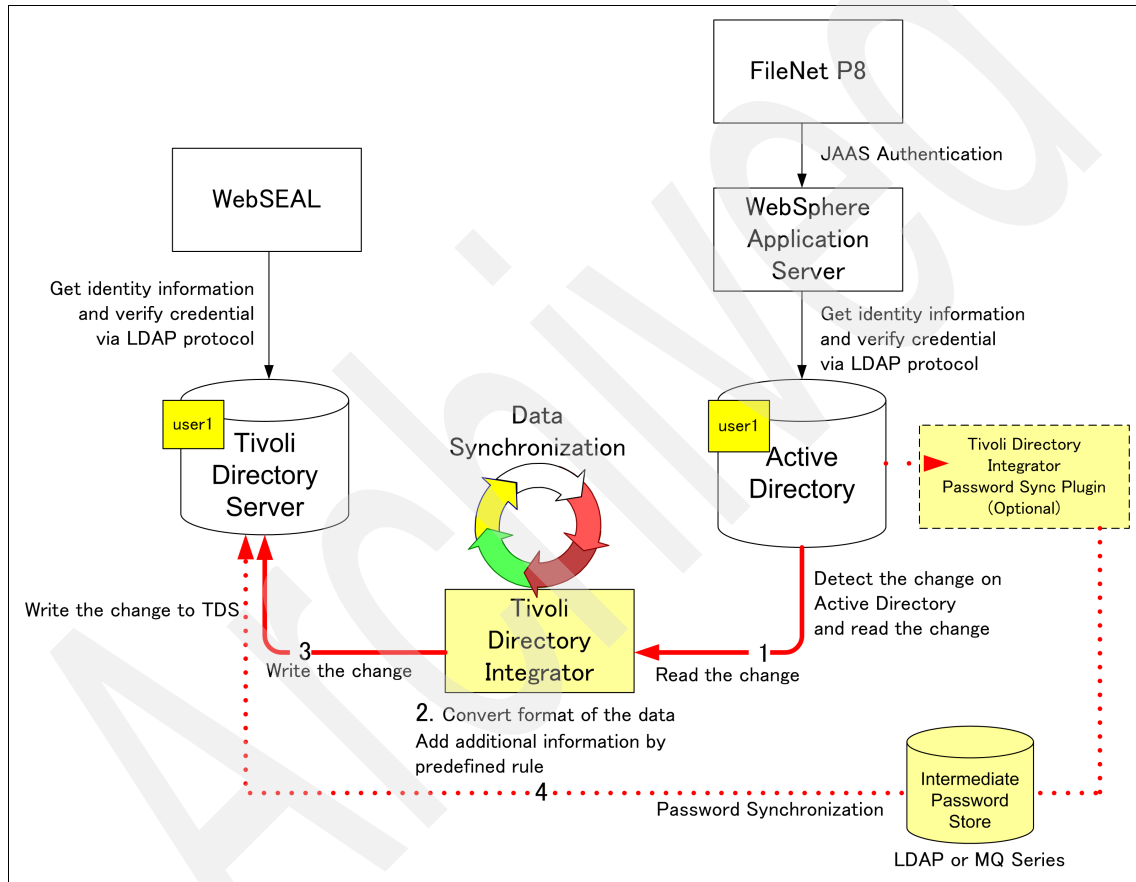 FileNet P8
JAAS Authentication
WebSEAL
WebSphere
Application
Server
Get identity information
and verify credential
via LDAP protocol
Get identity information
and verify credential
via LDAP protocol
user1
Tivoli
Directory
Server
Data
Synchronization
user1
Active
Directory
Tivoli Directory
Integrator
Password Sync Plugin
(Optional)
Write the change to TDS
3
Write the change
Tivoli
Directory
Integrator
1
Read the change
Detect the change on
Active Directory
and read the change
2. Convert format of the data
Add additional information by
predefined rule
4
Password Synchronization
Intermediate
Password
Store
LDAP or MQ Series
Archived